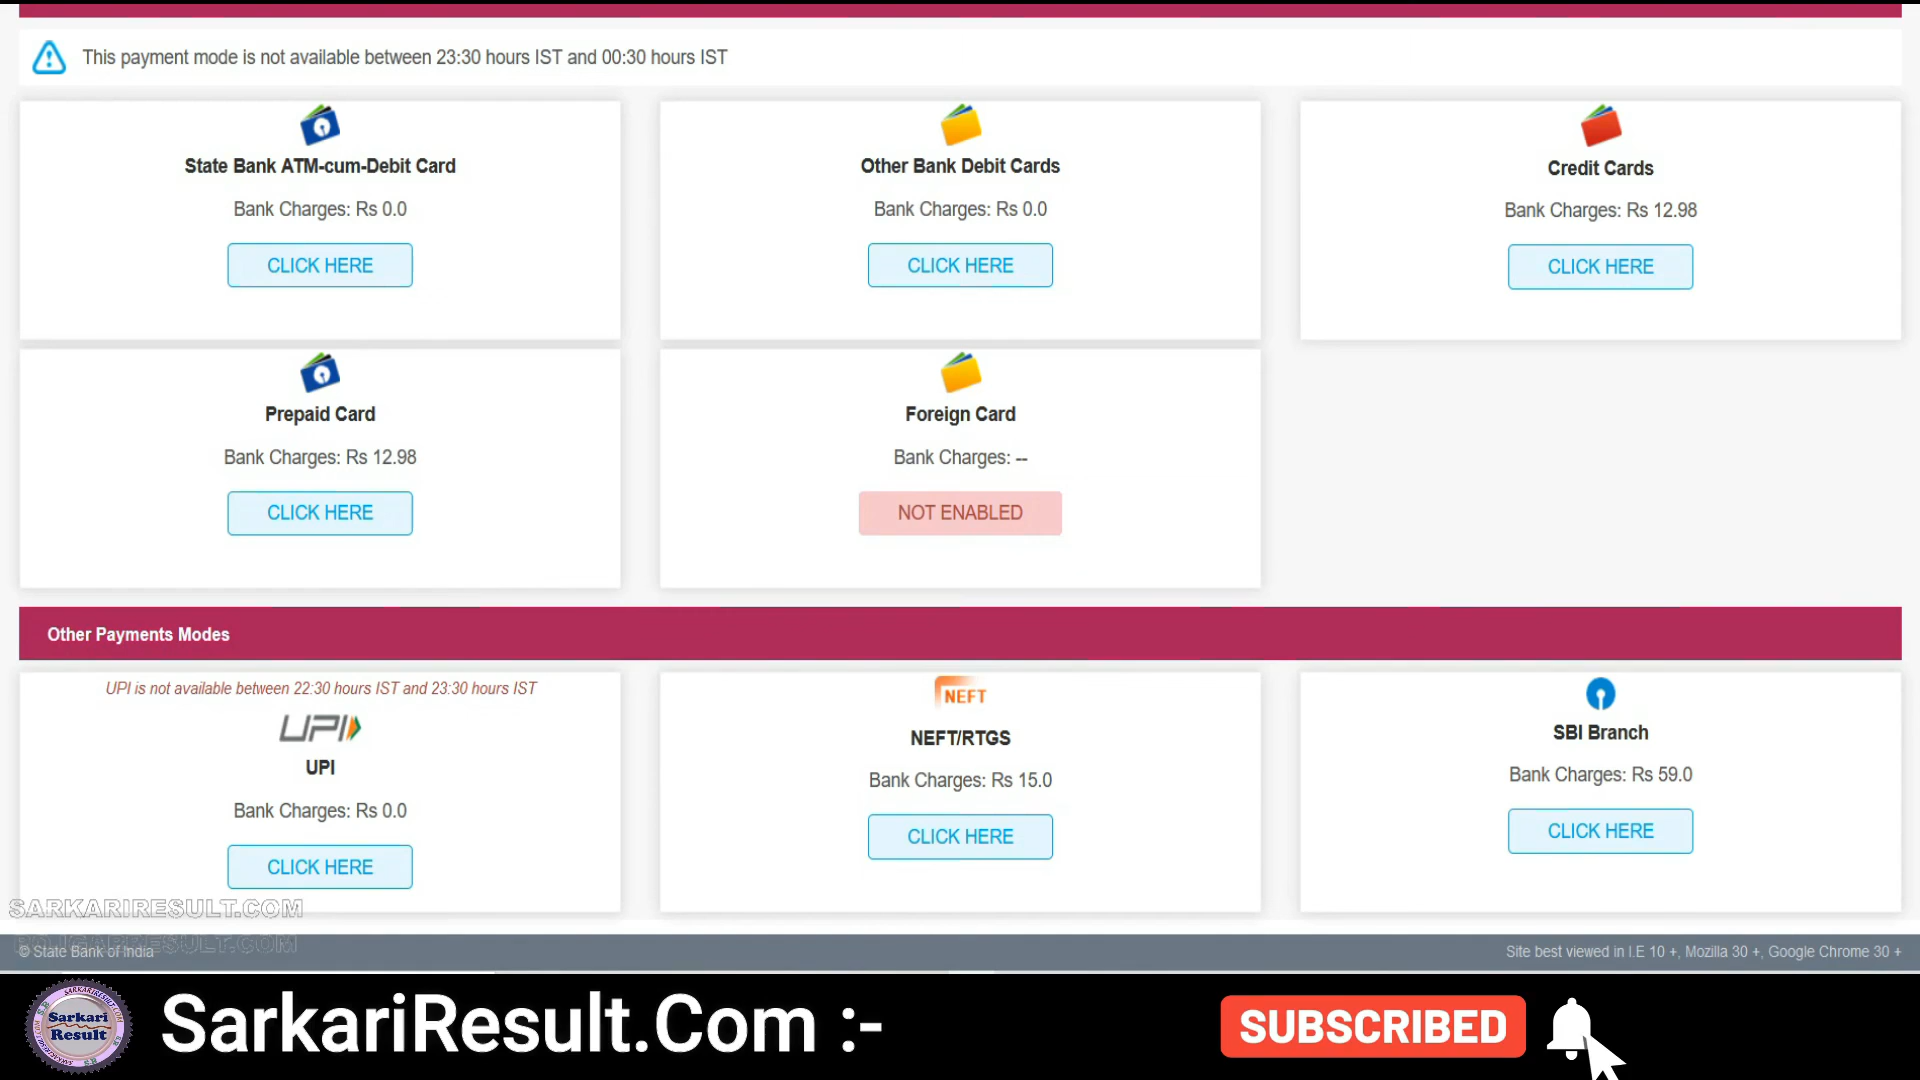 This payment mode is not available between 23:30 hours IST and 00:30 hours IST
State Bank ATM-cum-Debit Card
Bank Charges: Rs 0.0
CLICK HERE
Other Bank Debit Cards
Bank Charges: Rs 0.0
CLICK HERE
Credit Cards
Bank Charges: Rs 12.98
CLICK HERE
Prepaid Card
Bank Charges: Rs 12.98
CLICK HERE
Foreign Card
Bank Charges: --
NOT ENABLED
Other Payments Modes
UPI is not available between 22:30 hours IST and 23:30 hours IST
UPI
UPI
Bank Charges: Rs 0.0
CLICK HERE
NEFT
NEFT/RTGS
Bank Charges: Rs 15.0
CLICK HERE
SBI Branch
Bank Charges: Rs 59.0
CLICK HERE
SARKARIRESULT.COM
© State Bank of India
Site best viewed in I.E 10 +, Mozilla 30 +, Google Chrome 30 +
Sarkari
Result
SarkariResult.Com :-
SUBSCRIBED